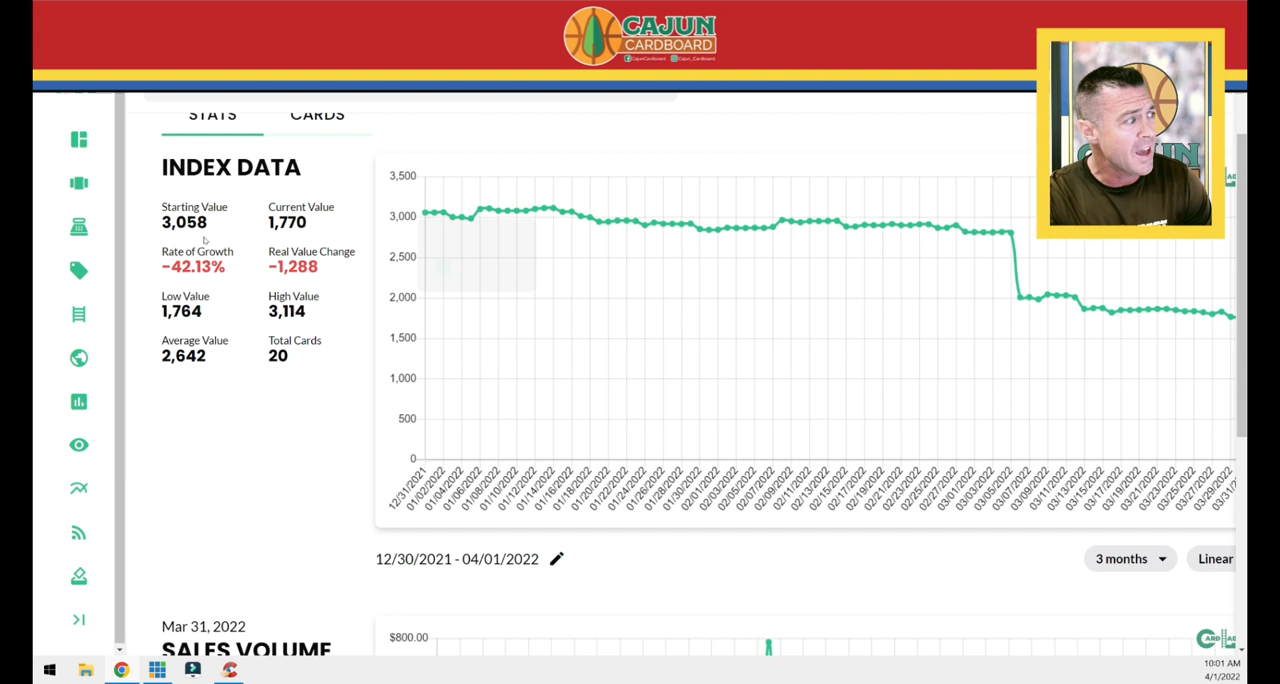 CAJUN
CARDBOARD
CajunCardboard Cajun_Cardboard
STATS CARDS
INDEX DATA
Starting Value Current Value
3,058 1,770
Rate of Growth Real Value Change
-42.13% -1,288
Low Value High Value
1,764 3,114
Average Value Total Cards
2,642 20
3,500
3,000
2,500
2,000
1,500
1,000
500
0
12/31/2021 01/02/2022 01/04/2022 01/06/2022 01/08/2022 01/10/2022 01/12/2022 01/14/2022 01/16/2022 01/18/2022 01/20/2022 01/22/2022 01/24/2022 01/26/2022 01/28/2022 01/30/2022 02/01/2022 02/03/2022 02/05/2022 02/07/2022 02/09/2022 02/11/2022 02/13/2022 02/15/2022 02/17/2022 02/19/2022 02/21/2022 02/23/2022 02/25/2022 02/27/2022 03/01/2022 03/03/2022 03/05/2022 03/07/2022 03/09/2022 03/11/2022 03/13/2022 03/15/2022 03/17/2022 03/19/2022 03/21/2022 03/23/2022 03/25/2022 03/27/2022 03/29/2022 03/31/
12/30/2021 - 04/01/2022
3 months Linear
Mar 31, 2022
SALES VOLUME
$800.00
10:01 AM
4/1/2022